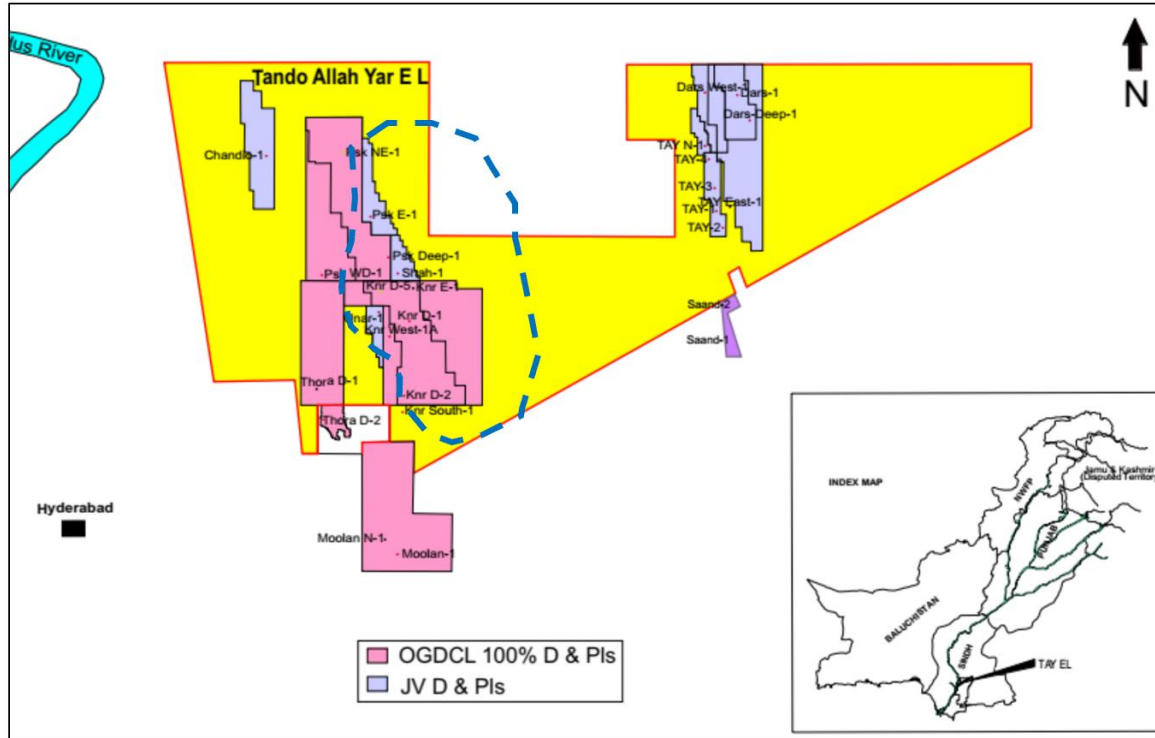 dus River
Tando Allah Yar E L
N
Dars West-1
Dars-1
Dars-Deep-1
Chandio-1
Psk NE-1
TAY N-1
TAY-4
TAY-3
TAY East-1
TAY-1
TAY-2
Psk E-1
Psk Deep-1
Psk WD-1
Shah-1
Knr D-5
Knr E-1
Saand-2
Knr D-1
Knr West-1A
Saand-1
Thora D-1
Knr D-2
Knr South-1
Thora D-2
Hyderabad
Moolan N-1
Moolan-1
OGDCL 100% D & Pls
JV D & Pls
INDEX MAP
NWFP
Jamu & Kashmir
(Disputed Territory)
PUNJAB
BALUCHISTAN
SINDH
TAY EL